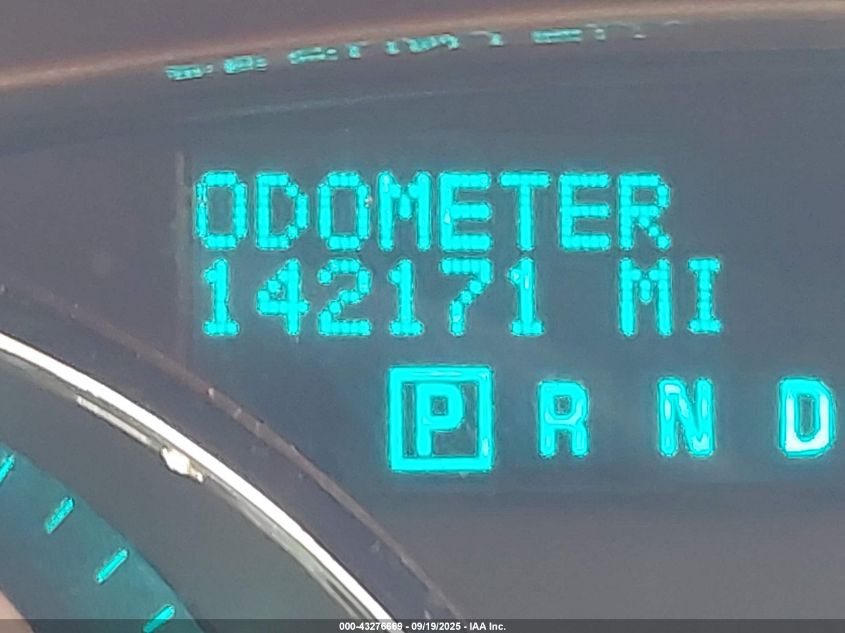 ODOMETER
142171 MI
P R N D
000-43276669 - 09/19/2025 - IAA Inc.